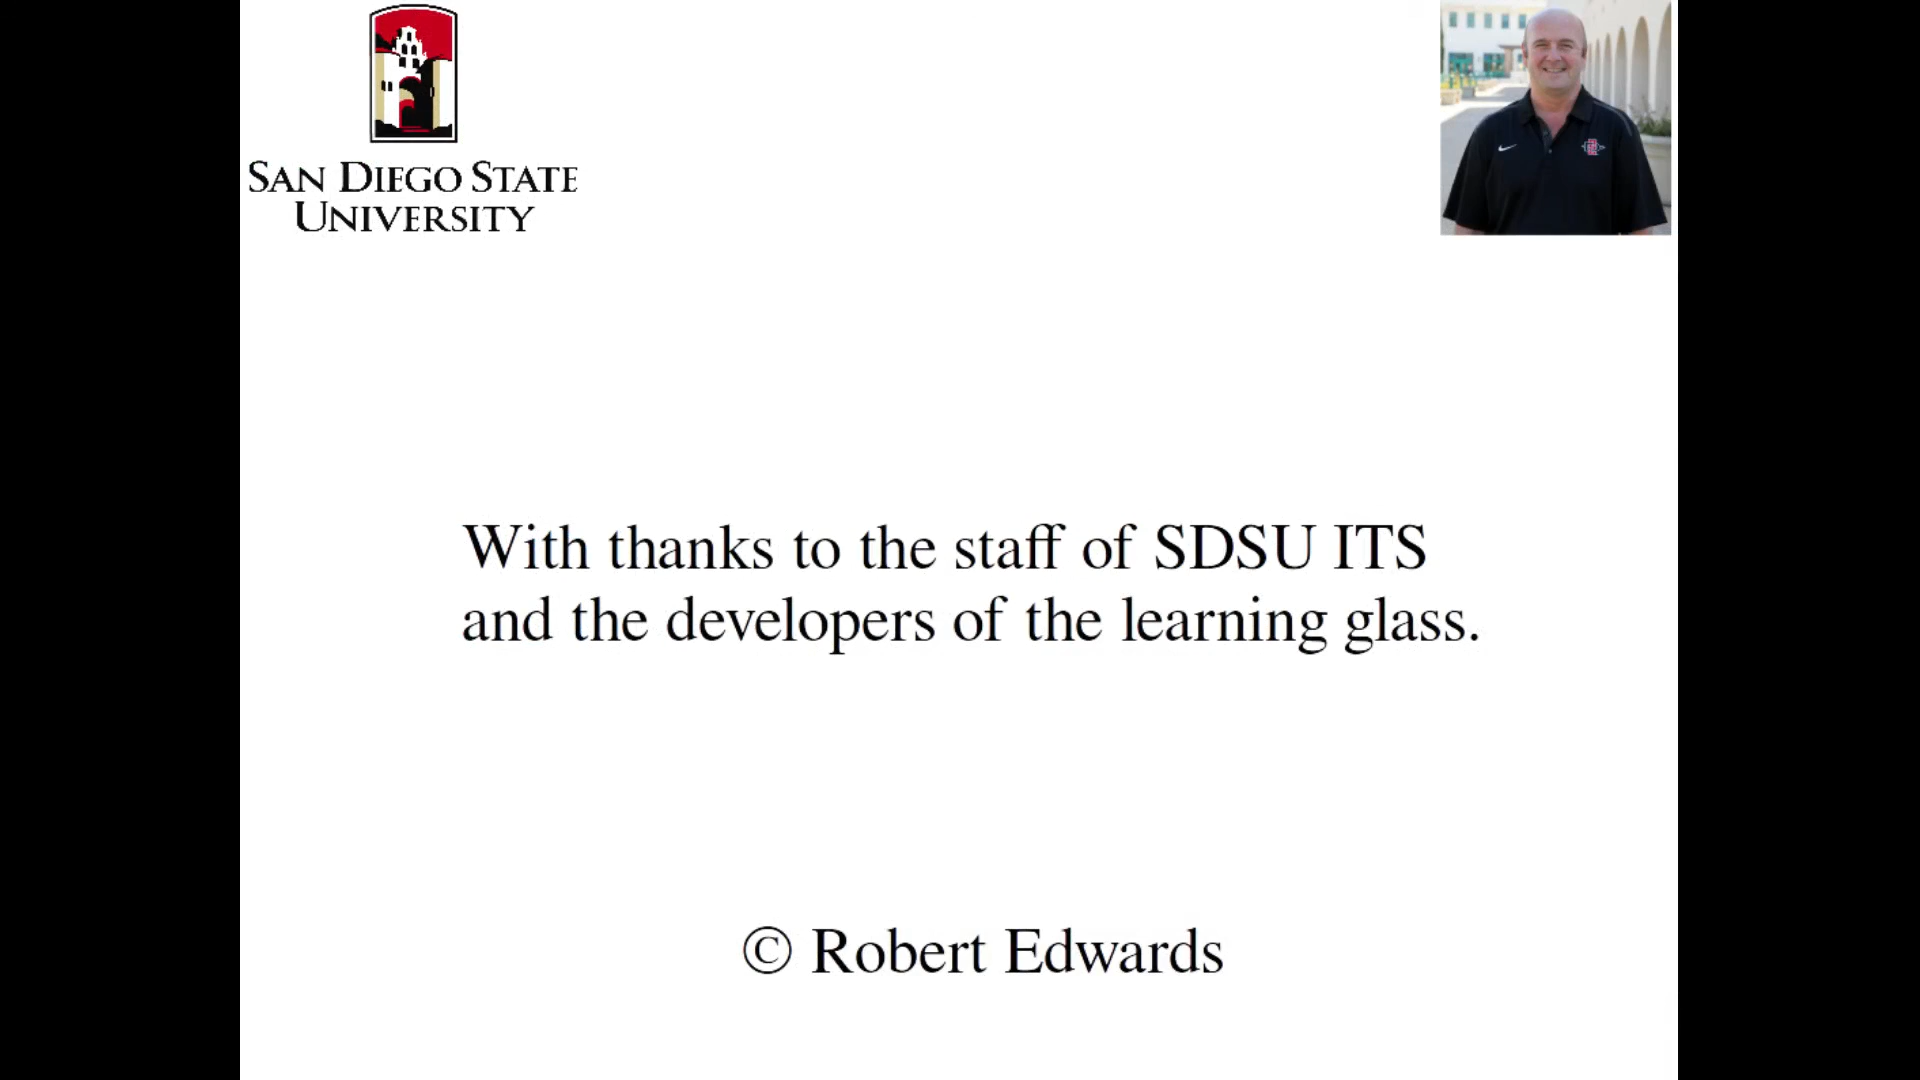 SAN DIEGO STATE
UNIVERSITY
With thanks to the staff of SDSU ITS
and the developers of the learning glass.
© Robert Edwards